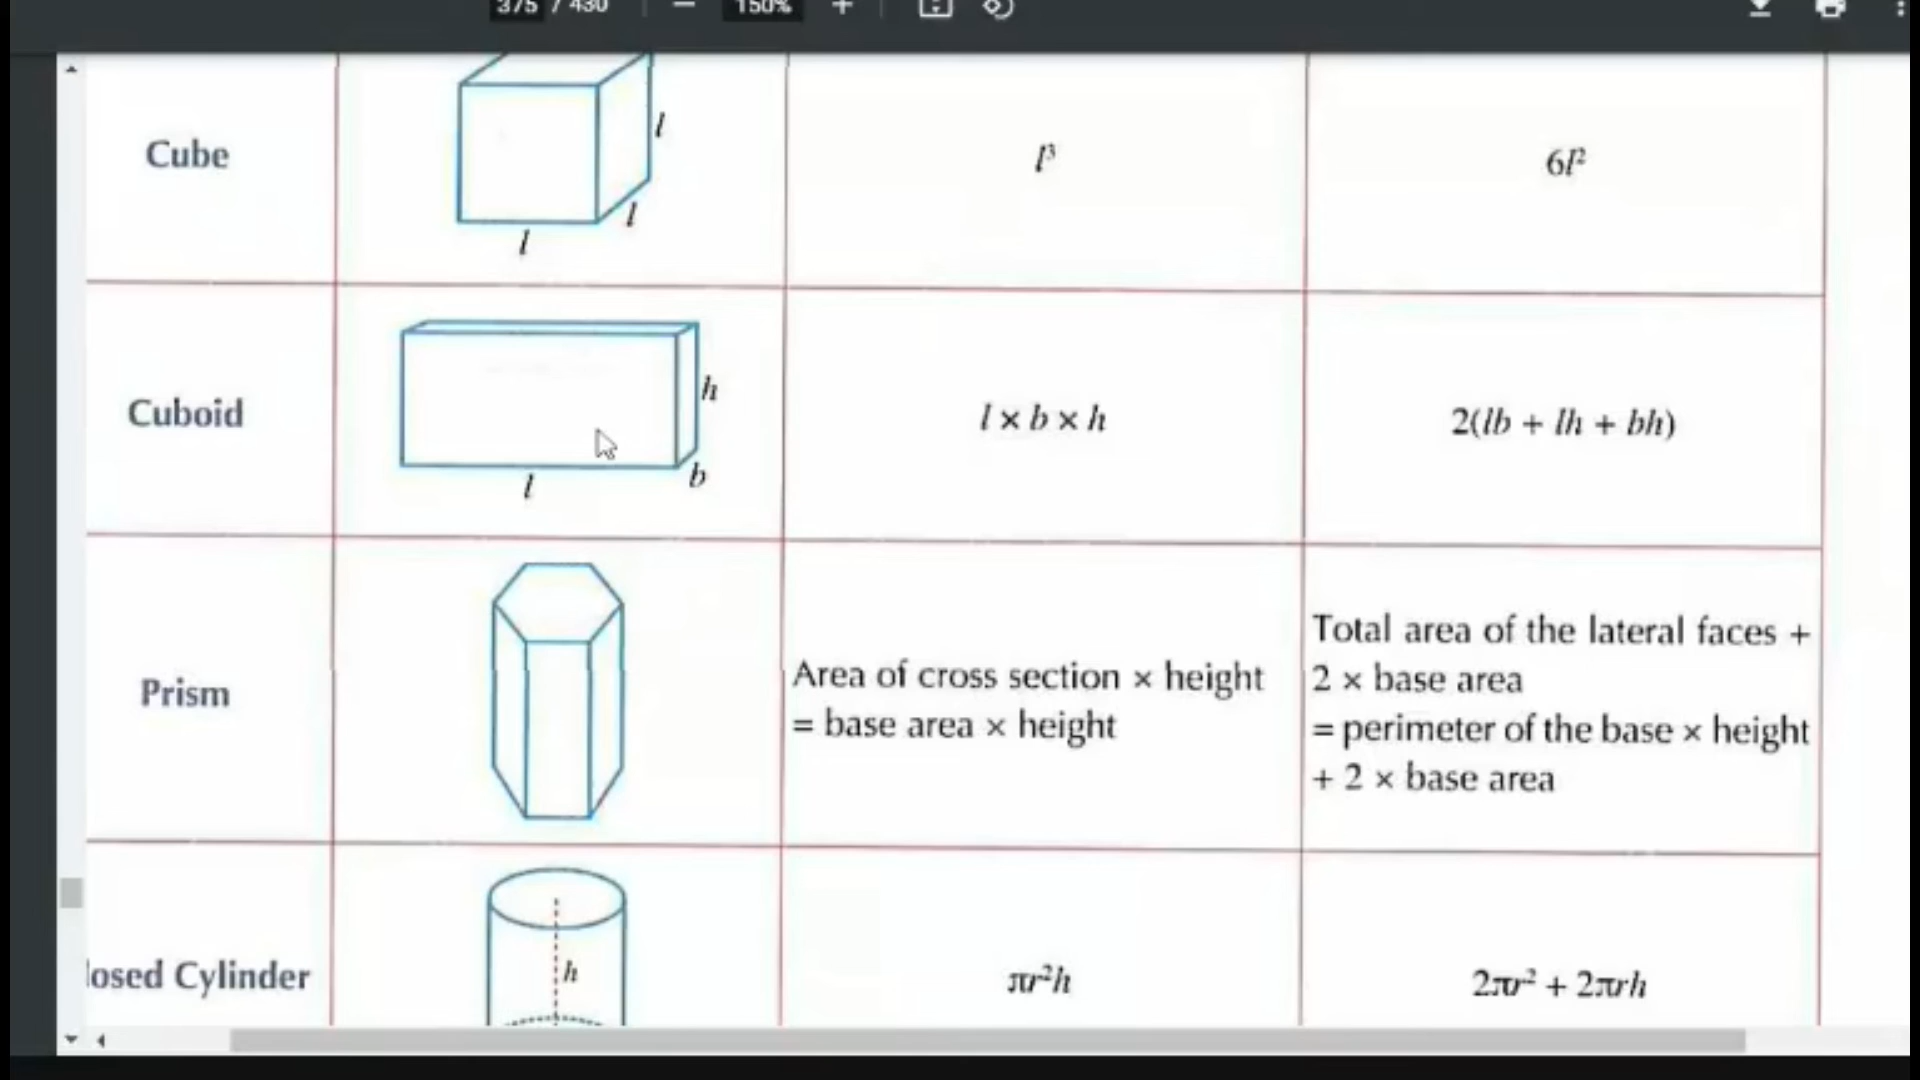 375 / 430
150%
Cube
l
l
l
l³
6l²
Cuboid
h
b
l
l × b × h
2(lb + lh + bh)
Prism
Area of cross section × height
= base area × height
Total area of the lateral faces +
2 × base area
= perimeter of the base × height
+ 2 × base area
losed Cylinder
h
πr²h
2πr² + 2πrh